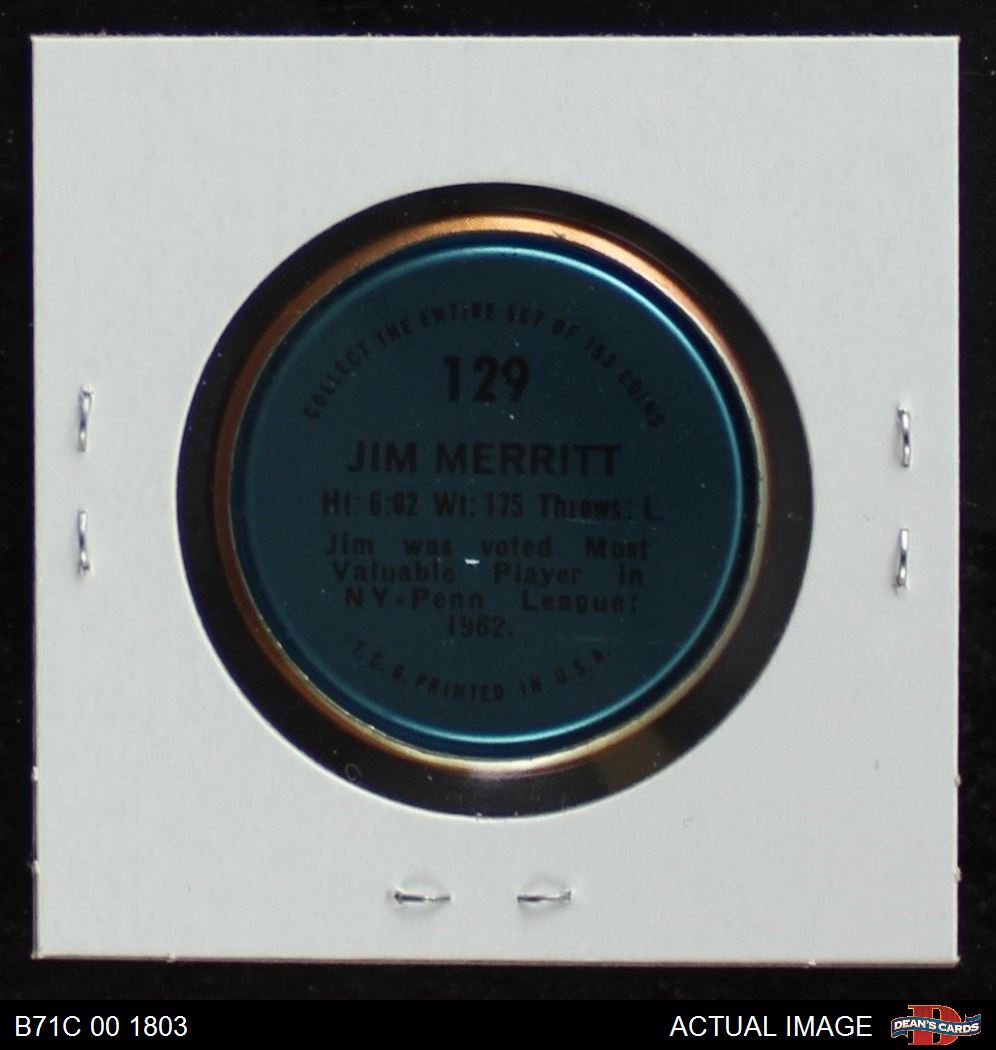 COLLECT THE ENTIRE SET OF 153 COINS
129
JIM MERRITT
Ht: 6:02 Wt: 175 Throws: L.
Jim was voted Most
Valuable Player in
NY-Penn League;
1962.
T.C.G. PRINTED IN U.S.A.
B71C 00 1803
ACTUAL IMAGE
DEAN'S CARDS